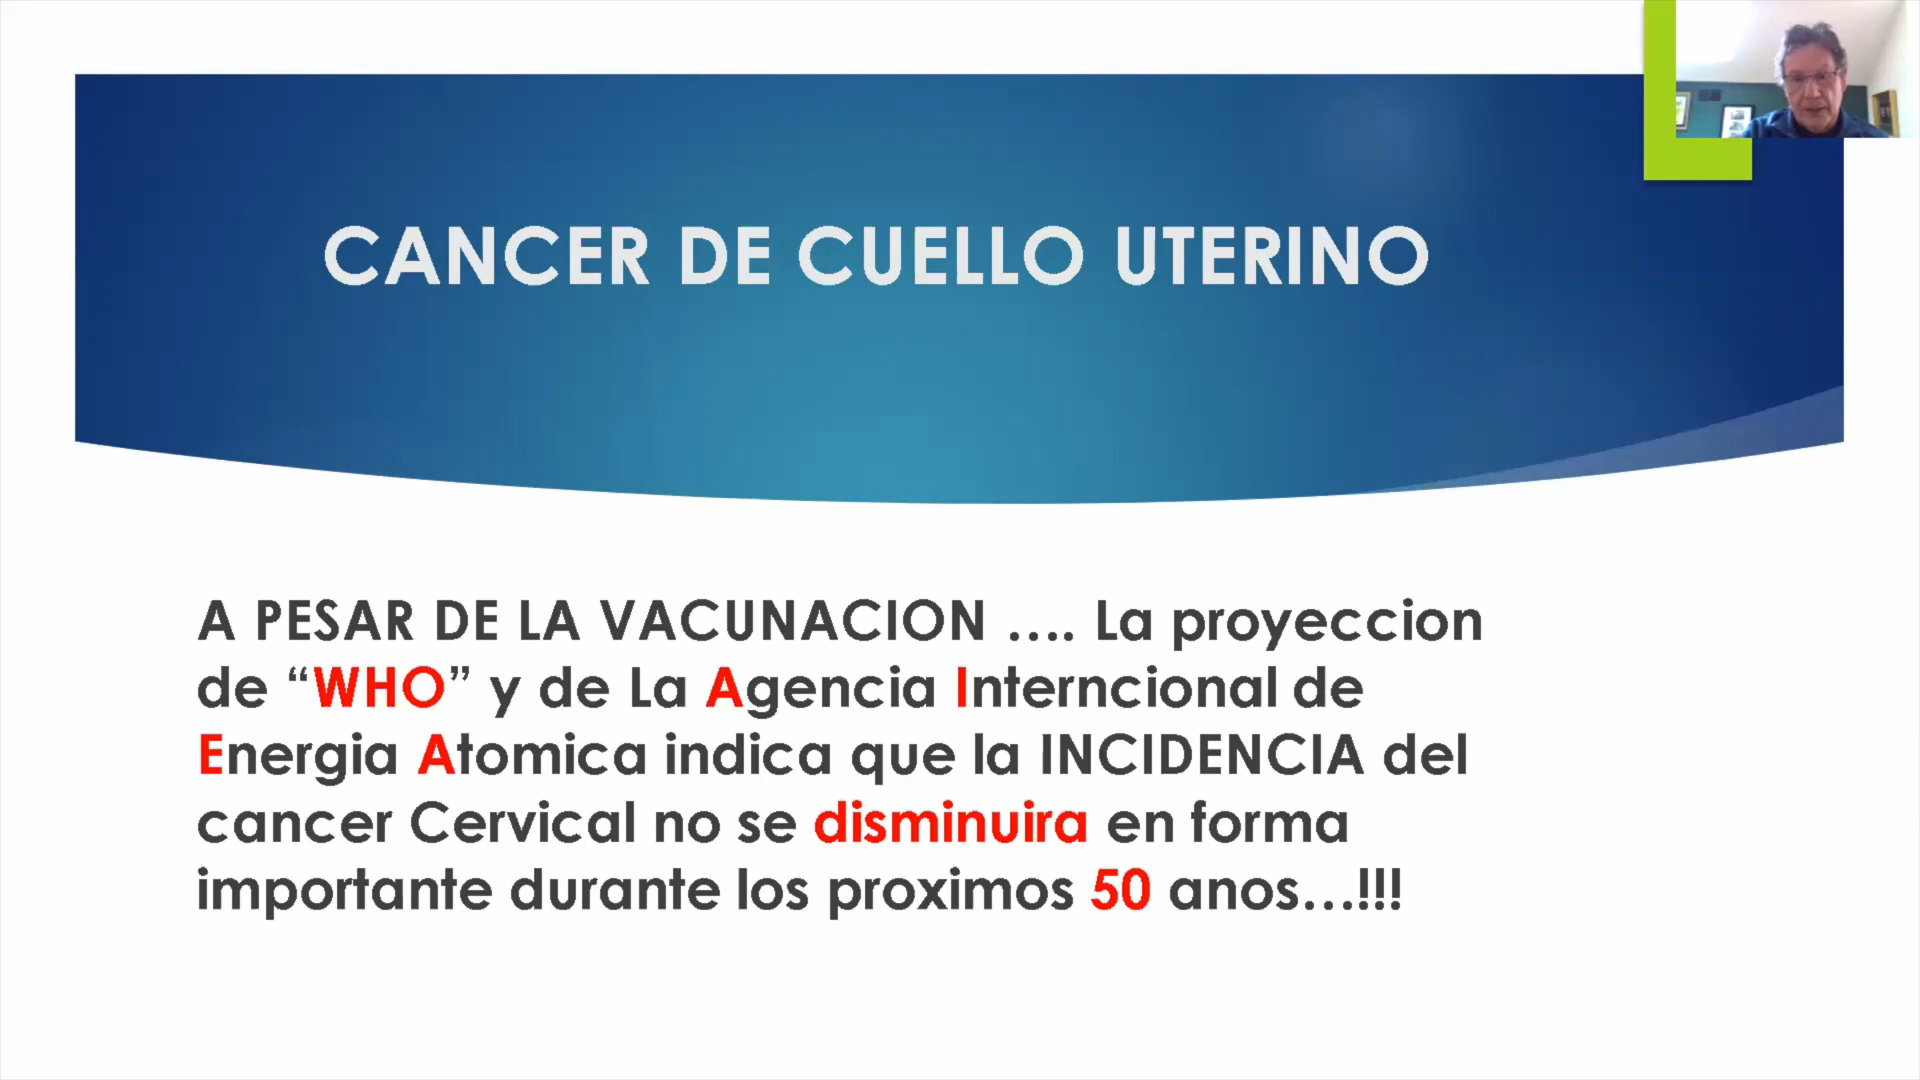 CANCER DE CUELLO UTERINO
A PESAR DE LA VACUNACION .... La proyeccion
de “WHO” y de La Agencia Interncional de
Energia Atomica indica que la INCIDENCIA del
cancer Cervical no se disminuira en forma
importante durante los proximos 50 anos...!!!